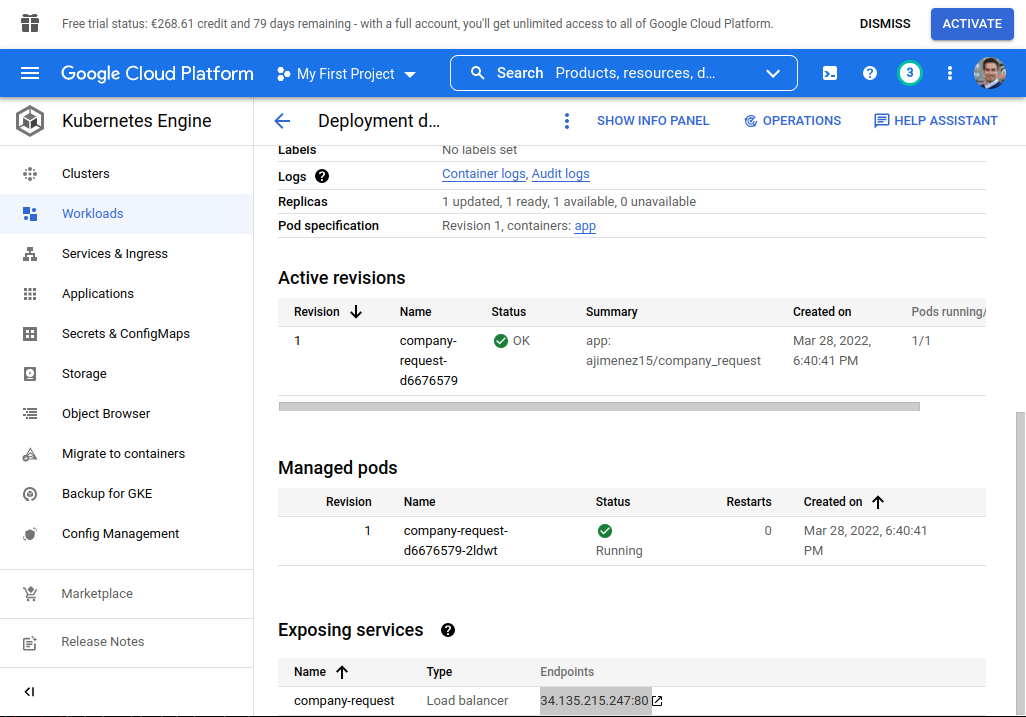 Free trial status: €268.61 credit and 79 days remaining - with a full account, you'll get unlimited access to all of Google Cloud Platform.
DISMISS
ACTIVATE
Google Cloud Platform
My First Project
Search Products, resources, d...
3
Kubernetes Engine
Deployment d...
SHOW INFO PANEL
OPERATIONS
HELP ASSISTANT
Clusters
Workloads
Services & Ingress
Applications
Secrets & ConfigMaps
Storage
Object Browser
Migrate to containers
Backup for GKE
Config Management
Marketplace
Release Notes
Labels No labels set
Logs Container logs, Audit logs
Replicas 1 updated, 1 ready, 1 available, 0 unavailable
Pod specification Revision 1, containers: app
Active revisions
Revision Name Status Summary Created on Pods running/
1 company- OK app: Mar 28, 2022, 1/1
request- ajimenez15/company_request 6:40:41 PM
d6676579
Managed pods
Revision Name Status Restarts Created on
1 company-request- 0 Mar 28, 2022, 6:40:41
d6676579-2ldwt Running PM
Exposing services
Name Type Endpoints
company-request Load balancer 34.135.215.247:80